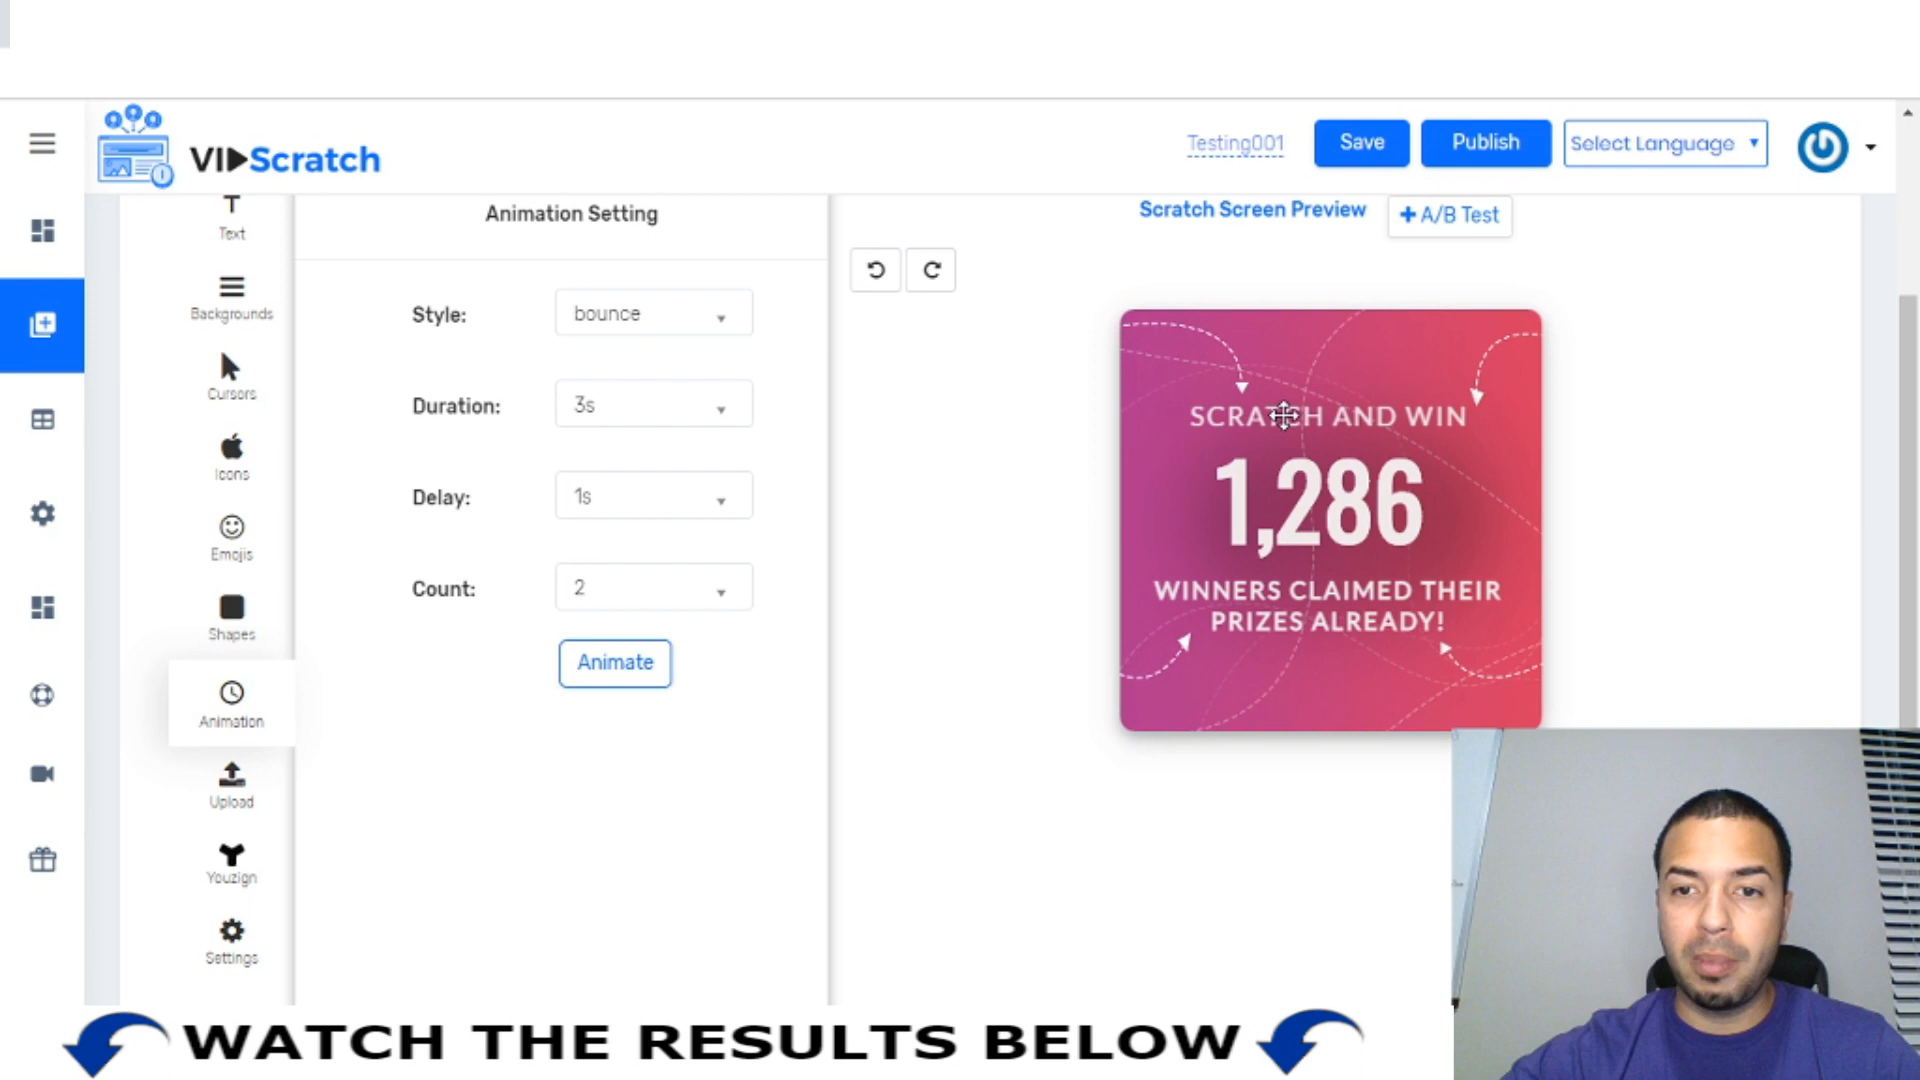 VIDScratch
Testing001
Save
Publish
Select Language
Text
Backgrounds
Cursors
Icons
Emojis
Shapes
Animation
Upload
Youzign
Settings
Animation Setting
Style:
bounce
Duration:
3s
Delay:
1s
Count:
2
Animate
Scratch Screen Preview
+ A/B Test
SCRATCH AND WIN
1,286
WINNERS CLAIMED THEIR
PRIZES ALREADY!
WATCH THE RESULTS BELOW